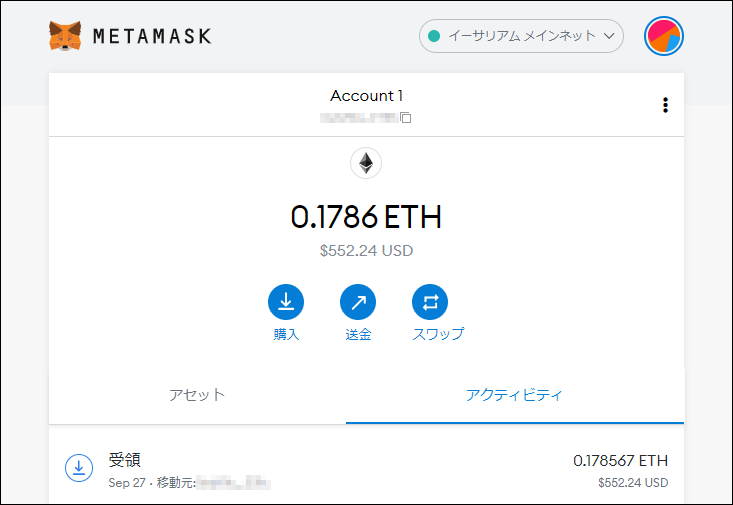 METAMASK
イーサリアム メインネット
Account 1
0.1786 ETH
$552.24 USD
購入
送金
スワップ
アセット
アクティビティ
受領
0.178567 ETH
Sep 27 · 移動元:
$552.24 USD